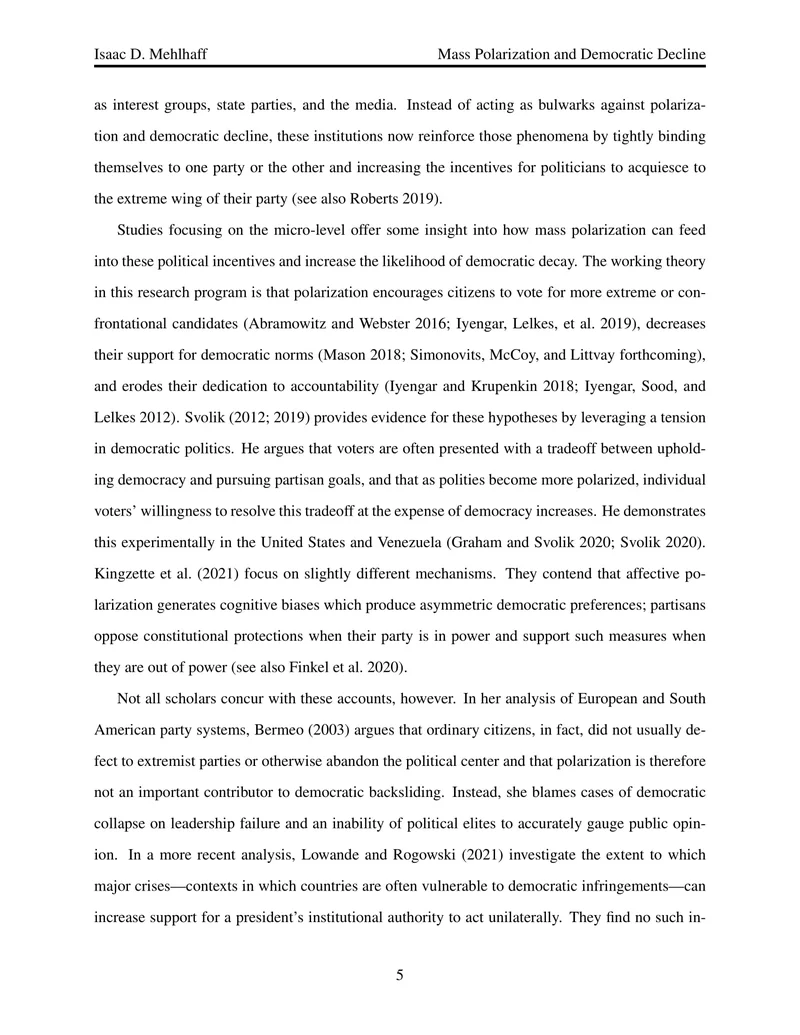 Isaac D. Mehlhaff Mass Polarization and Democratic Decline
as interest groups, state parties, and the media. Instead of acting as bulwarks against polariza-
tion and democratic decline, these institutions now reinforce those phenomena by tightly binding
themselves to one party or the other and increasing the incentives for politicians to acquiesce to
the extreme wing of their party (see also Roberts 2019).
Studies focusing on the micro-level offer some insight into how mass polarization can feed
into these political incentives and increase the likelihood of democratic decay. The working theory
in this research program is that polarization encourages citizens to vote for more extreme or con-
frontational candidates (Abramowitz and Webster 2016; Iyengar, Lelkes, et al. 2019), decreases
their support for democratic norms (Mason 2018; Simonovits, McCoy, and Littvay forthcoming),
and erodes their dedication to accountability (Iyengar and Krupenkin 2018; Iyengar, Sood, and
Lelkes 2012). Svolik (2012; 2019) provides evidence for these hypotheses by leveraging a tension
in democratic politics. He argues that voters are often presented with a tradeoff between uphold-
ing democracy and pursuing partisan goals, and that as polities become more polarized, individual
voters’ willingness to resolve this tradeoff at the expense of democracy increases. He demonstrates
this experimentally in the United States and Venezuela (Graham and Svolik 2020; Svolik 2020).
Kingzette et al. (2021) focus on slightly different mechanisms. They contend that affective po-
larization generates cognitive biases which produce asymmetric democratic preferences; partisans
oppose constitutional protections when their party is in power and support such measures when
they are out of power (see also Finkel et al. 2020).
Not all scholars concur with these accounts, however. In her analysis of European and South
American party systems, Bermeo (2003) argues that ordinary citizens, in fact, did not usually de-
fect to extremist parties or otherwise abandon the political center and that polarization is therefore
not an important contributor to democratic backsliding. Instead, she blames cases of democratic
collapse on leadership failure and an inability of political elites to accurately gauge public opin-
ion. In a more recent analysis, Lowande and Rogowski (2021) investigate the extent to which
major crises—contexts in which countries are often vulnerable to democratic infringements—can
increase support for a president’s institutional authority to act unilaterally. They find no such in-
5